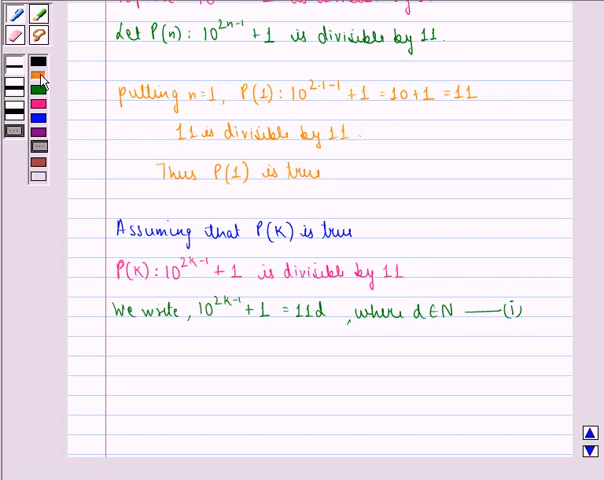 Let P(n): 10^{2n-1} + 1 is divisible by 11.
putting n=1, P(1): 10^{2·1-1} + 1 = 10+1 = 11
11 is divisible by 11.
Thus P(1) is true
Assuming that P(K) is true
P(K): 10^{2K-1} + 1 is divisible by 11
We write, 10^{2K-1} + 1 = 11d , where d∈N —— (i)